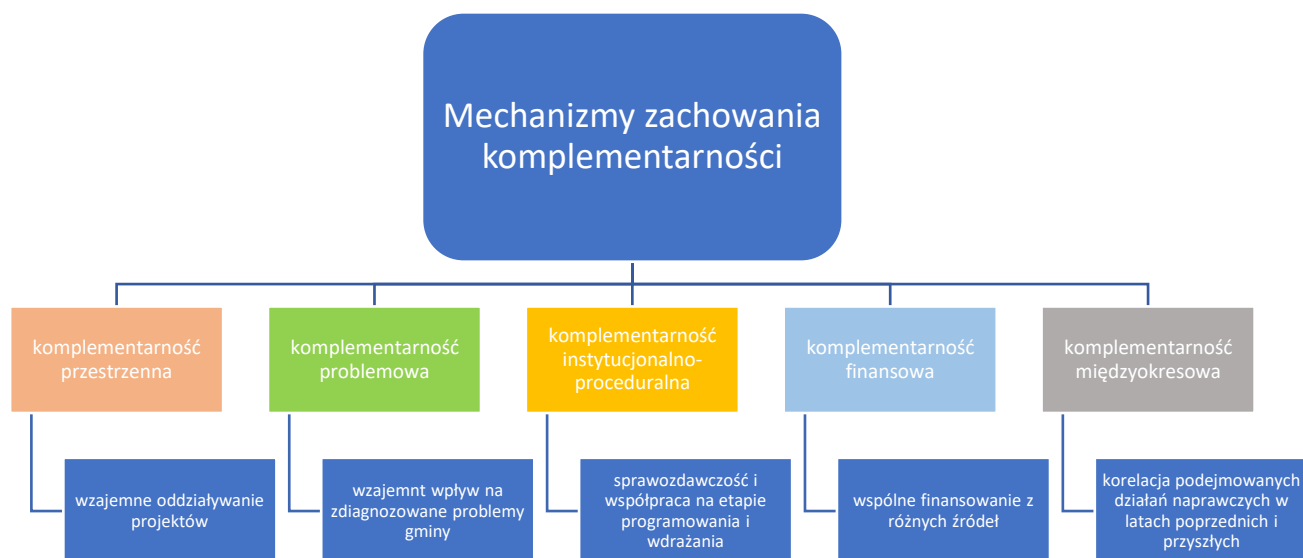 Mechanizmy zachowania
komplementarności
komplementarność
przestrzenna
komplementarność
problemowa
komplementarność
instytucjonalno-
proceduralna
komplementarność
finansowa
komplementarność
międzyokresowa
wzajemne oddziaływanie
projektów
wzajemnt wpływ na
zdiagnozowane problemy
gminy
sprawozdawczość i
współpraca na etapie
programowania i
wdrażania
wspólne finansowanie z
różnych źródeł
korelacja podejmowanych
działań naprawczych w
latach poprzednich i
przyszłych